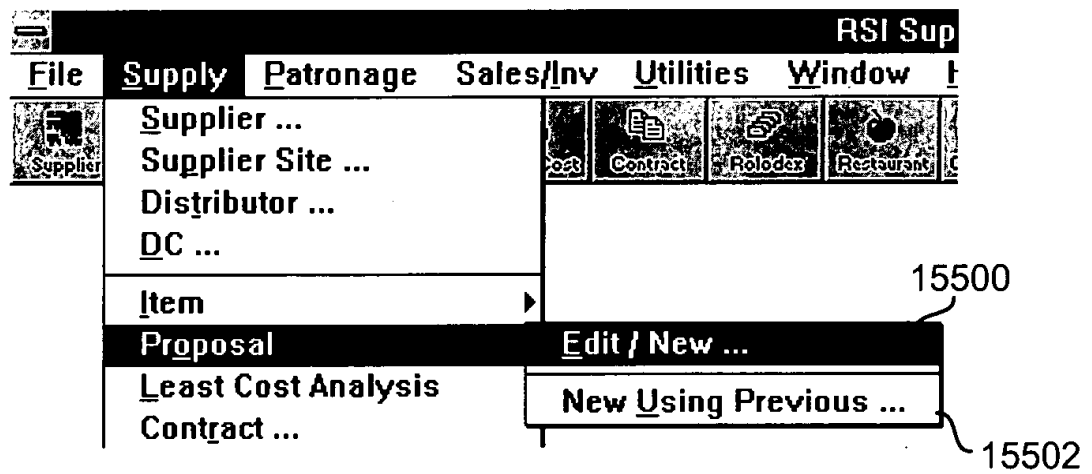 RSI Sup
File Supply Patronage Sales/Inv Utilities Window H
Supplier Cost Contract Rolodex Restaurant
Supplier ...
Supplier Site ...
Distributor ...
DC ...
Item
Proposal
Least Cost Analysis
Contract ...
15500
Edit / New ...
New Using Previous ...
15502